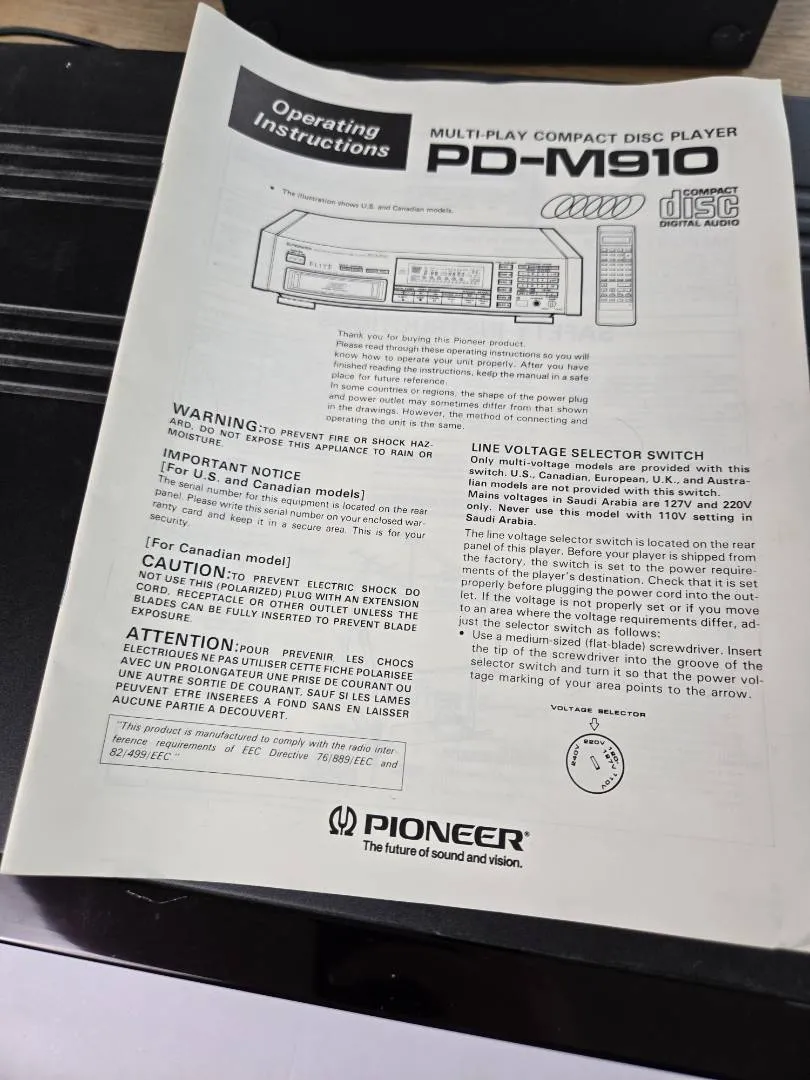 Operating
Instructions
MULTI-PLAY COMPACT DISC PLAYER
PD-M910
• The illustration shows U.S. and Canadian models.
COMPACT
disc
DIGITAL AUDIO
ELITE
Thank you for buying this Pioneer product.
Please read through these operating instructions so you will
know how to operate your unit properly. After you have
finished reading the instructions, keep the manual in a safe
place for future reference.
In some countries or regions, the shape of the power plug
and power outlet may sometimes differ from that shown
in the drawings. However, the method of connecting and
operating the unit is the same.
WARNING: TO PREVENT FIRE OR SHOCK HAZ-
ARD, DO NOT EXPOSE THIS APPLIANCE TO RAIN OR
MOISTURE.
IMPORTANT NOTICE
[For U.S. and Canadian models]
The serial number for this equipment is located on the rear
panel. Please write this serial number on your enclosed war-
ranty card and keep it in a secure area. This is for your
security.
[For Canadian model]
CAUTION: TO PREVENT ELECTRIC SHOCK DO
NOT USE THIS (POLARIZED) PLUG WITH AN EXTENSION
CORD, RECEPTACLE OR OTHER OUTLET UNLESS THE
BLADES CAN BE FULLY INSERTED TO PREVENT BLADE
EXPOSURE.
ATTENTION: POUR PREVENIR LES CHOCS
ELECTRIQUES NE PAS UTILISER CETTE FICHE POLARISEE
AVEC UN PROLONGATEUR UNE PRISE DE COURANT OU
UNE AUTRE SORTIE DE COURANT, SAUF SI LES LAMES
PEUVENT ETRE INSEREES A FOND SANS EN LAISSER
AUCUNE PARTIE A DECOUVERT.
"This product is manufactured to comply with the radio inter-
ference requirements of EEC Directive 76/889/EEC and
82/499/EEC"
LINE VOLTAGE SELECTOR SWITCH
Only multi-voltage models are provided with this
switch. U.S., Canadian, European, U.K., and Austra-
lian models are not provided with this switch.
Mains voltages in Saudi Arabia are 127V and 220V
only. Never use this model with 110V setting in
Saudi Arabia.
The line voltage selector switch is located on the rear
panel of this player. Before your player is shipped from
the factory, the switch is set to the power require-
ments of the player's destination. Check that it is set
properly before plugging the power cord into the out-
let. If the voltage is not properly set or if you move
to an area where the voltage requirements differ, ad-
just the selector switch as follows:
• Use a medium-sized (flat-blade) screwdriver. Insert
the tip of the screwdriver into the groove of the
selector switch and turn it so that the power vol-
tage marking of your area points to the arrow.
VOLTAGE SELECTOR
240V 220V 120-127V 110V
PIONEER®
The future of sound and vision.